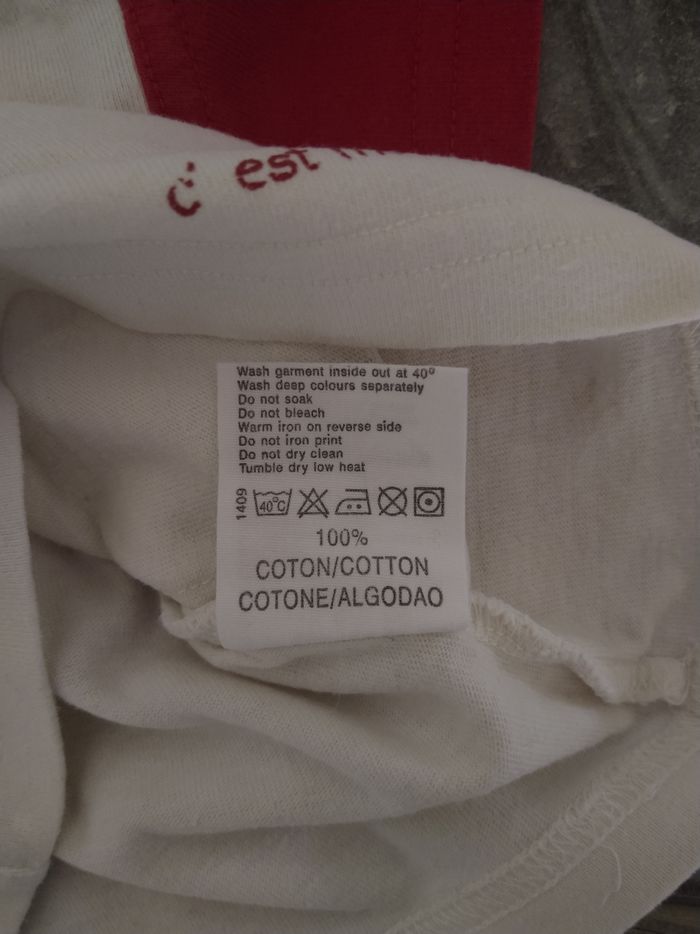 c' est
Wash garment inside out at 40°
Wash deep colours separately
Do not soak
Do not bleach
Warm iron on reverse side
Do not iron print
Do not dry clean
Tumble dry low heat
1409
40°C
100%
COTON/COTTON
COTONE/ALGODAO